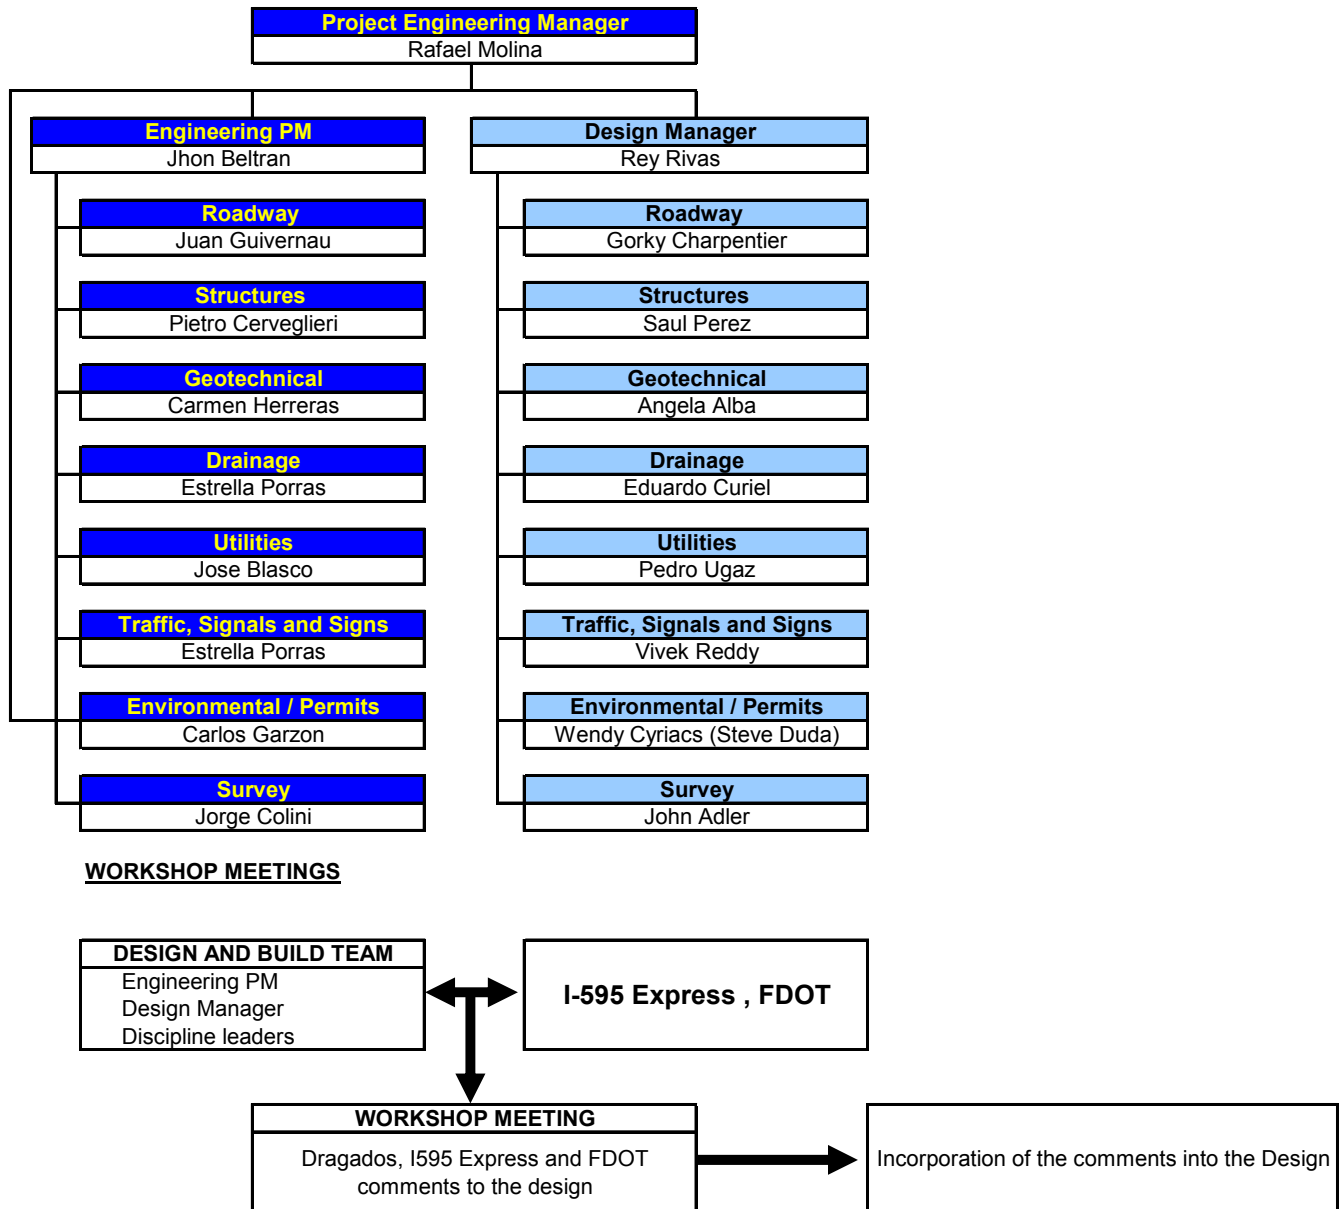 Project Engineering Manager
Rafael Molina
Engineering PM
Jhon Beltran
Design Manager
Rey Rivas
Roadway
Juan Guivernau
Roadway
Gorky Charpentier
Structures
Pietro Cerveglieri
Structures
Saul Perez
Geotechnical
Carmen Herreras
Geotechnical
Angela Alba
Drainage
Estrella Porras
Drainage
Eduardo Curiel
Utilities
Jose Blasco
Utilities
Pedro Ugaz
Traffic, Signals and Signs
Estrella Porras
Traffic, Signals and Signs
Vivek Reddy
Environmental / Permits
Carlos Garzon
Environmental / Permits
Wendy Cyriacs (Steve Duda)
Survey
Jorge Colini
Survey
John Adler
WORKSHOP MEETINGS
DESIGN AND BUILD TEAM
Engineering PM
Design Manager
Discipline leaders
I-595 Express , FDOT
WORKSHOP MEETING
Dragados, I595 Express and FDOT
comments to the design
Incorporation of the comments into the Design